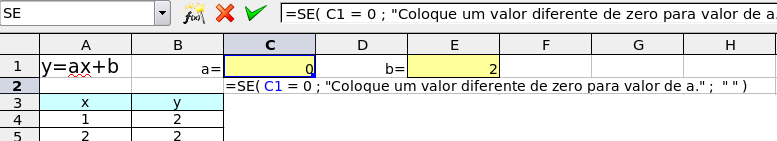 SE f(x) =SE( C1 = 0 ; "Coloque um valor diferente de zero para valor de a.
A B C D E F G H
1 y=ax+b a= 0 b= 2
2 =SE( C1 = 0 ; "Coloque um valor diferente de zero para valor de a." ; " " )
3 x y
4 1 2
5 2 2